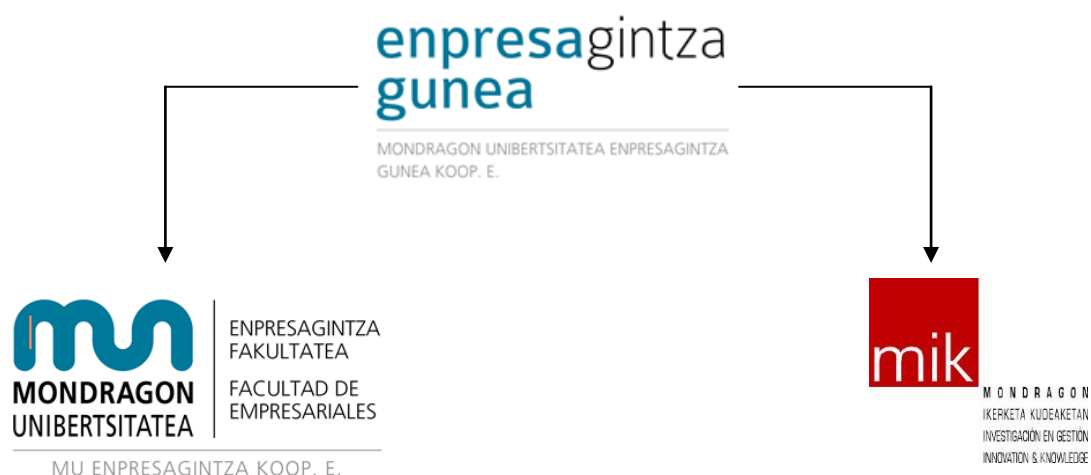 enpresagintza
gunea
MONDRAGON UNIBERTSITATEA ENPRESAGINTZA
GUNEA KOOP. E.
mu
MONDRAGON
UNIBERTSITATEA
ENPRESAGINTZA
FAKULTATEA
FACULTAD DE
EMPRESARIALES
MU ENPRESAGINTZA KOOP. E.
mik
MONDRAGON
IKERKETA KUDEAKETAN
INVESTIGACIÓN EN GESTIÓN
INNOVATION & KNOWLEDGE